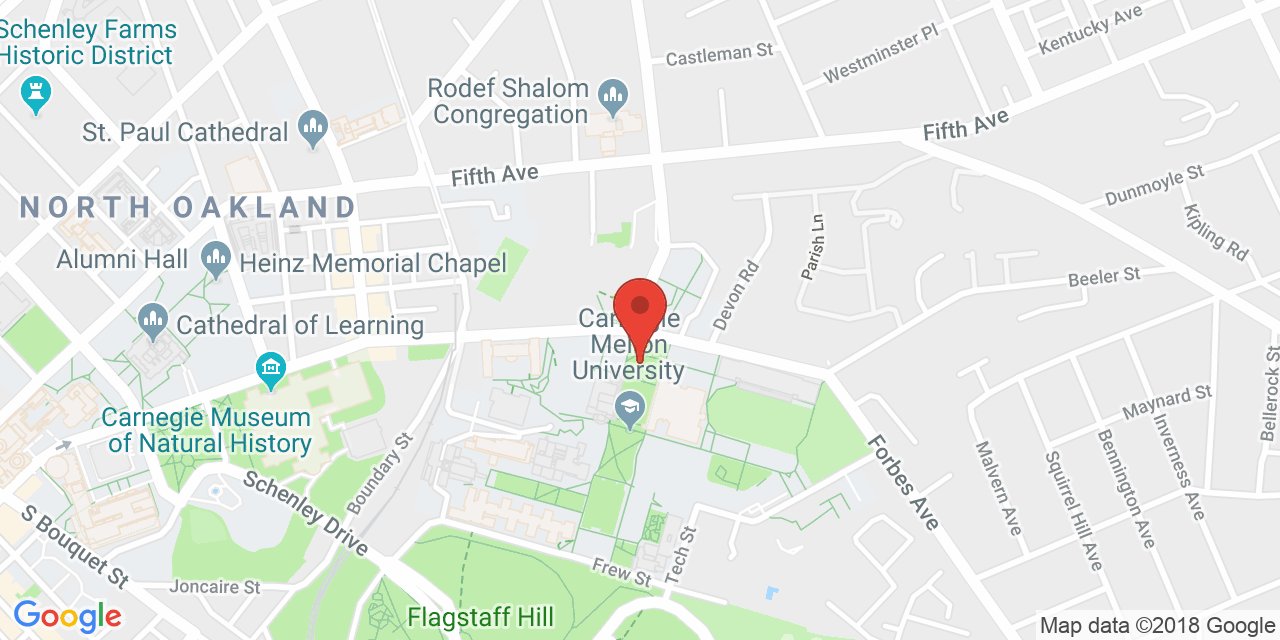 Schenley Farms
Historic District
Castleman St
Westminster Pl
Kentucky Ave
Rodef Shalom
Congregation
St. Paul Cathedral
Fifth Ave
Fifth Ave
Dunmoyle St
Kipling Rd
NORTH OAKLAND
Parish Ln
Alumni Hall
Heinz Memorial Chapel
Beeler St
Devon Rd
Cathedral of Learning
Carnegie
Mellon
University
Bellerock St
Maynard St
Carnegie Museum
of Natural History
Boundary St
Forbes Ave
Malvern Ave
Squirrel Hill Ave
Bennington Ave
Inverness Ave
Schenley Drive
S Bouquet St
Joncaire St
Frew St
Tech St
Flagstaff Hill
Google
Map data ©2018 Google